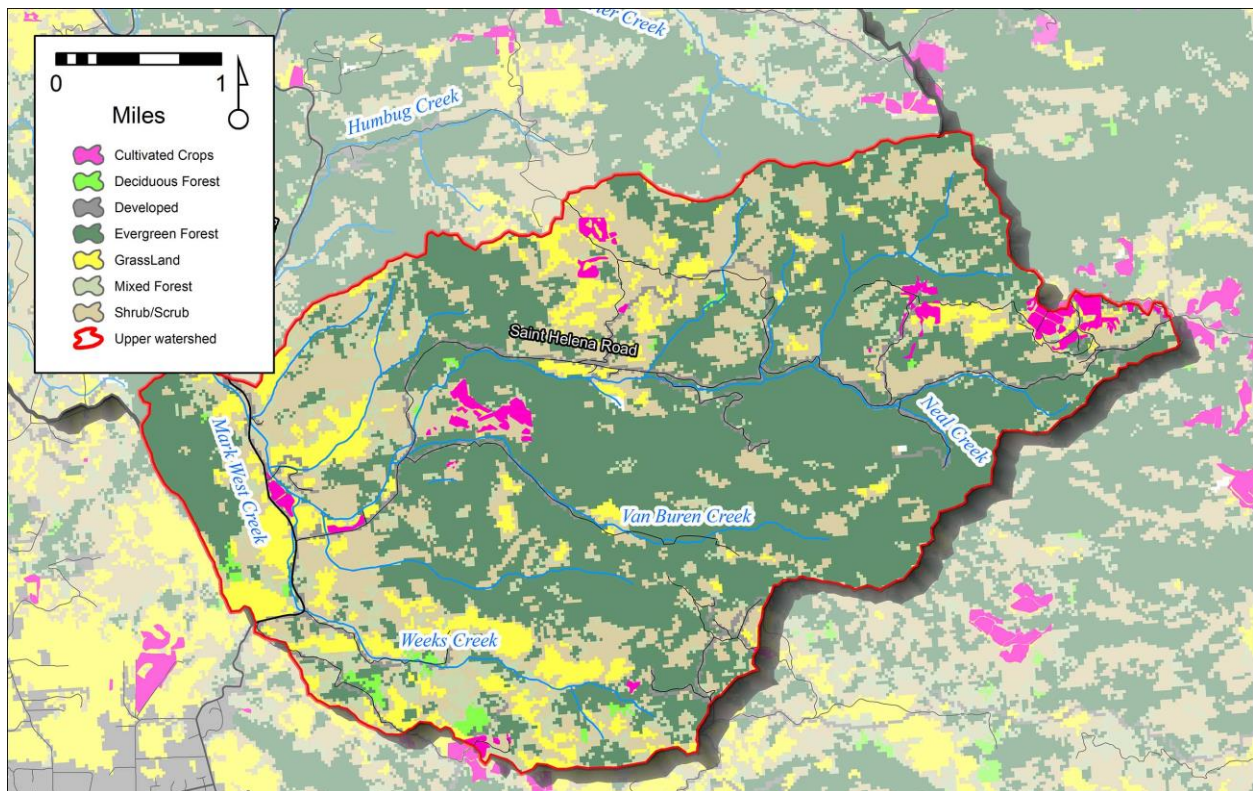 0 1
Miles
Cultivated Crops
Deciduous Forest
Developed
Evergreen Forest
GrassLand
Mixed Forest
Shrub/Scrub
Upper watershed
Humbug Creek
Creek
Saint Helena Road
Mark West Creek
Neal Creek
Van Buren Creek
Weeks Creek